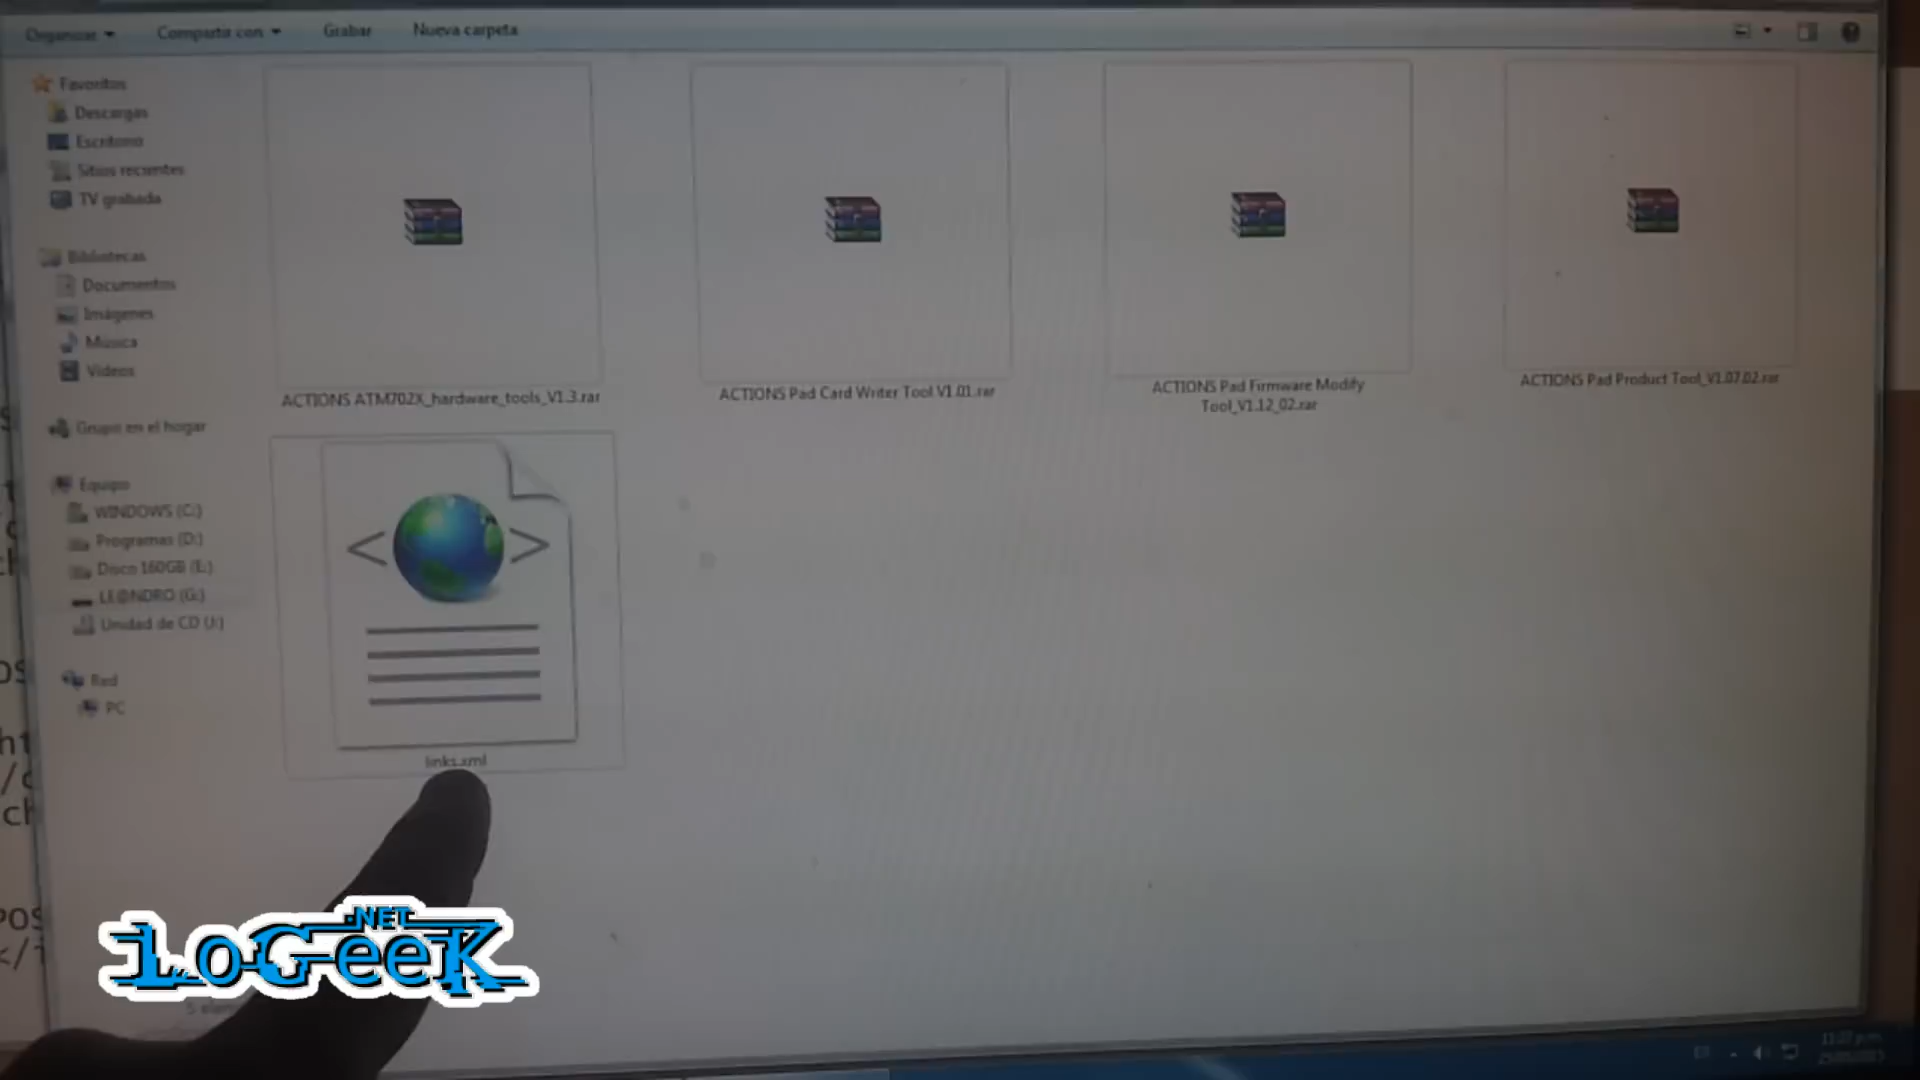 Organizar
Compartir con
Grabar
Nueva carpeta
Favoritos
Descargas
Escritorio
Sitios recientes
TV grabada
Bibliotecas
Documentos
Imágenes
Música
Vídeos
Grupo en el hogar
Equipo
WINDOWS (C:)
Programas (D:)
Disco 160GB (E:)
LE@NDRO (G:)
Unidad de CD (J:)
Red
PC
ACTIONS ATM702X_hardware_tools_V1.3.rar
ACTIONS Pad Card Writer Tool V1.01.rar
ACTIONS Pad Firmware Modify
Tool_V1.12_02.rar
ACTIONS Pad Product Tool_V1.07.02.rar
links.xml
loGeeK
.NET
ES